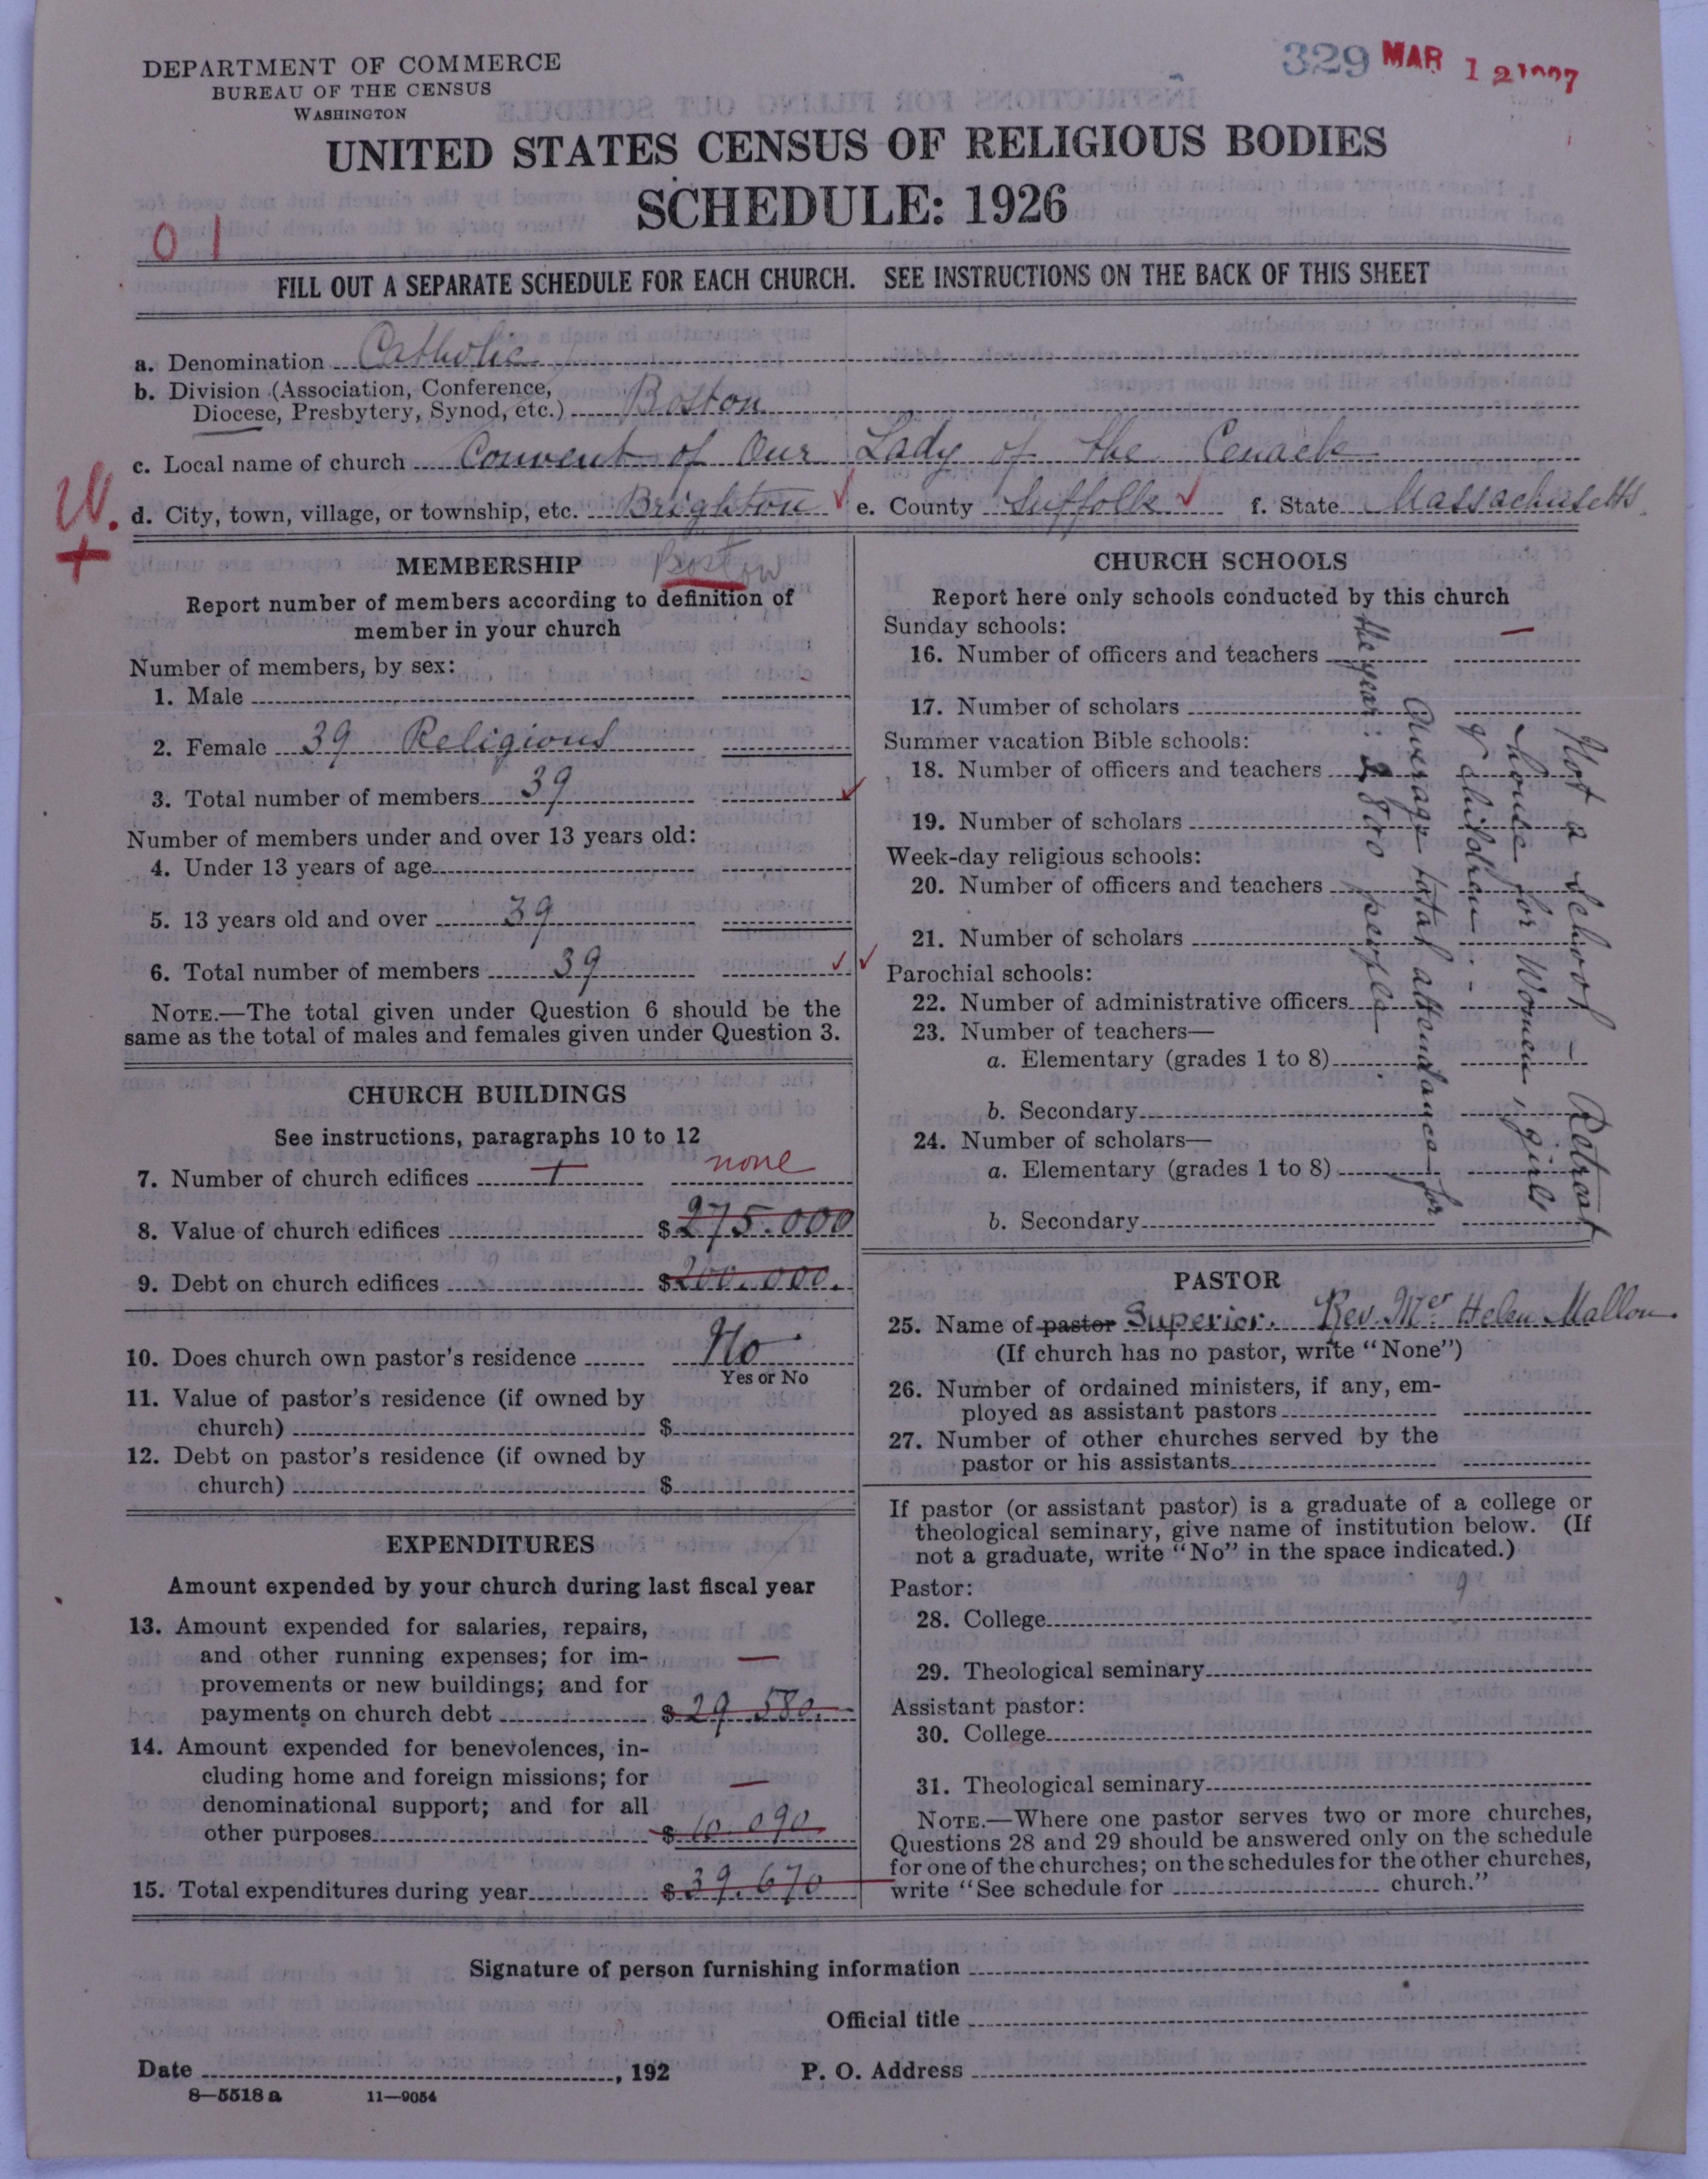 DEPARTMENT OF COMMERCE
BUREAU OF THE CENSUS
WASHINGTON
329 MAR 12
UNITED STATES CENSUS OF RELIGIOUS BODIES
SCHEDULE: 1926
01
FILL OUT A SEPARATE SCHEDULE FOR EACH CHURCH. SEE INSTRUCTIONS ON THE BACK OF THIS SHEET
a. Denomination Catholic
b. Division (Association, Conference,
Diocese, Presbytery, Synod, etc.) Boston
c. Local name of church Convent of Our Lady of the Cenacle
W. +
d. City, town, village, or township, etc. Brighton e. County Suffolk f. State Massachusetts.
MEMBERSHIP Boston
Report number of members according to definition of
member in your church
Number of members, by sex:
1. Male
2. Female 39 Religious
3. Total number of members 39
Number of members under and over 13 years old:
4. Under 13 years of age
5. 13 years old and over 39
6. Total number of members 39
NOTE.—The total given under Question 6 should be the
same as the total of males and females given under Question 3.
CHURCH BUILDINGS
See instructions, paragraphs 10 to 12
7. Number of church edifices 1 none
8. Value of church edifices $275.000
9. Debt on church edifices $200.000.
10. Does church own pastor's residence No
Yes or No
11. Value of pastor's residence (if owned by
church) $
12. Debt on pastor's residence (if owned by
church) $
EXPENDITURES
Amount expended by your church during last fiscal year
13. Amount expended for salaries, repairs,
and other running expenses; for im-
provements or new buildings; and for
payments on church debt $29.580.
14. Amount expended for benevolences, in-
cluding home and foreign missions; for
denominational support; and for all
other purposes $10.090
15. Total expenditures during year $39.670
CHURCH SCHOOLS
Report here only schools conducted by this church
Sunday schools:
16. Number of officers and teachers
17. Number of scholars
Summer vacation Bible schools:
18. Number of officers and teachers
19. Number of scholars
Week-day religious schools:
20. Number of officers and teachers
21. Number of scholars
Parochial schools:
22. Number of administrative officers
23. Number of teachers—
a. Elementary (grades 1 to 8)
b. Secondary
24. Number of scholars—
a. Elementary (grades 1 to 8)
b. Secondary
Not a school — Retreat
house for Women, girls
& children.
Average total attendance for
the year: people
PASTOR
25. Name of pastor Superior. Rev. Mer Helen Mallon.
(If church has no pastor, write "None")
26. Number of ordained ministers, if any, em-
ployed as assistant pastors
27. Number of other churches served by the
pastor or his assistants
If pastor (or assistant pastor) is a graduate of a college or
theological seminary, give name of institution below. (If
not a graduate, write "No" in the space indicated.)
Pastor: 9
28. College
29. Theological seminary
Assistant pastor:
30. College
31. Theological seminary
NOTE.—Where one pastor serves two or more churches,
Questions 28 and 29 should be answered only on the schedule
for one of the churches; on the schedules for the other churches,
write "See schedule for church."
Signature of person furnishing information
Official title
Date , 192 P. O. Address
8—5518 a 11—9054